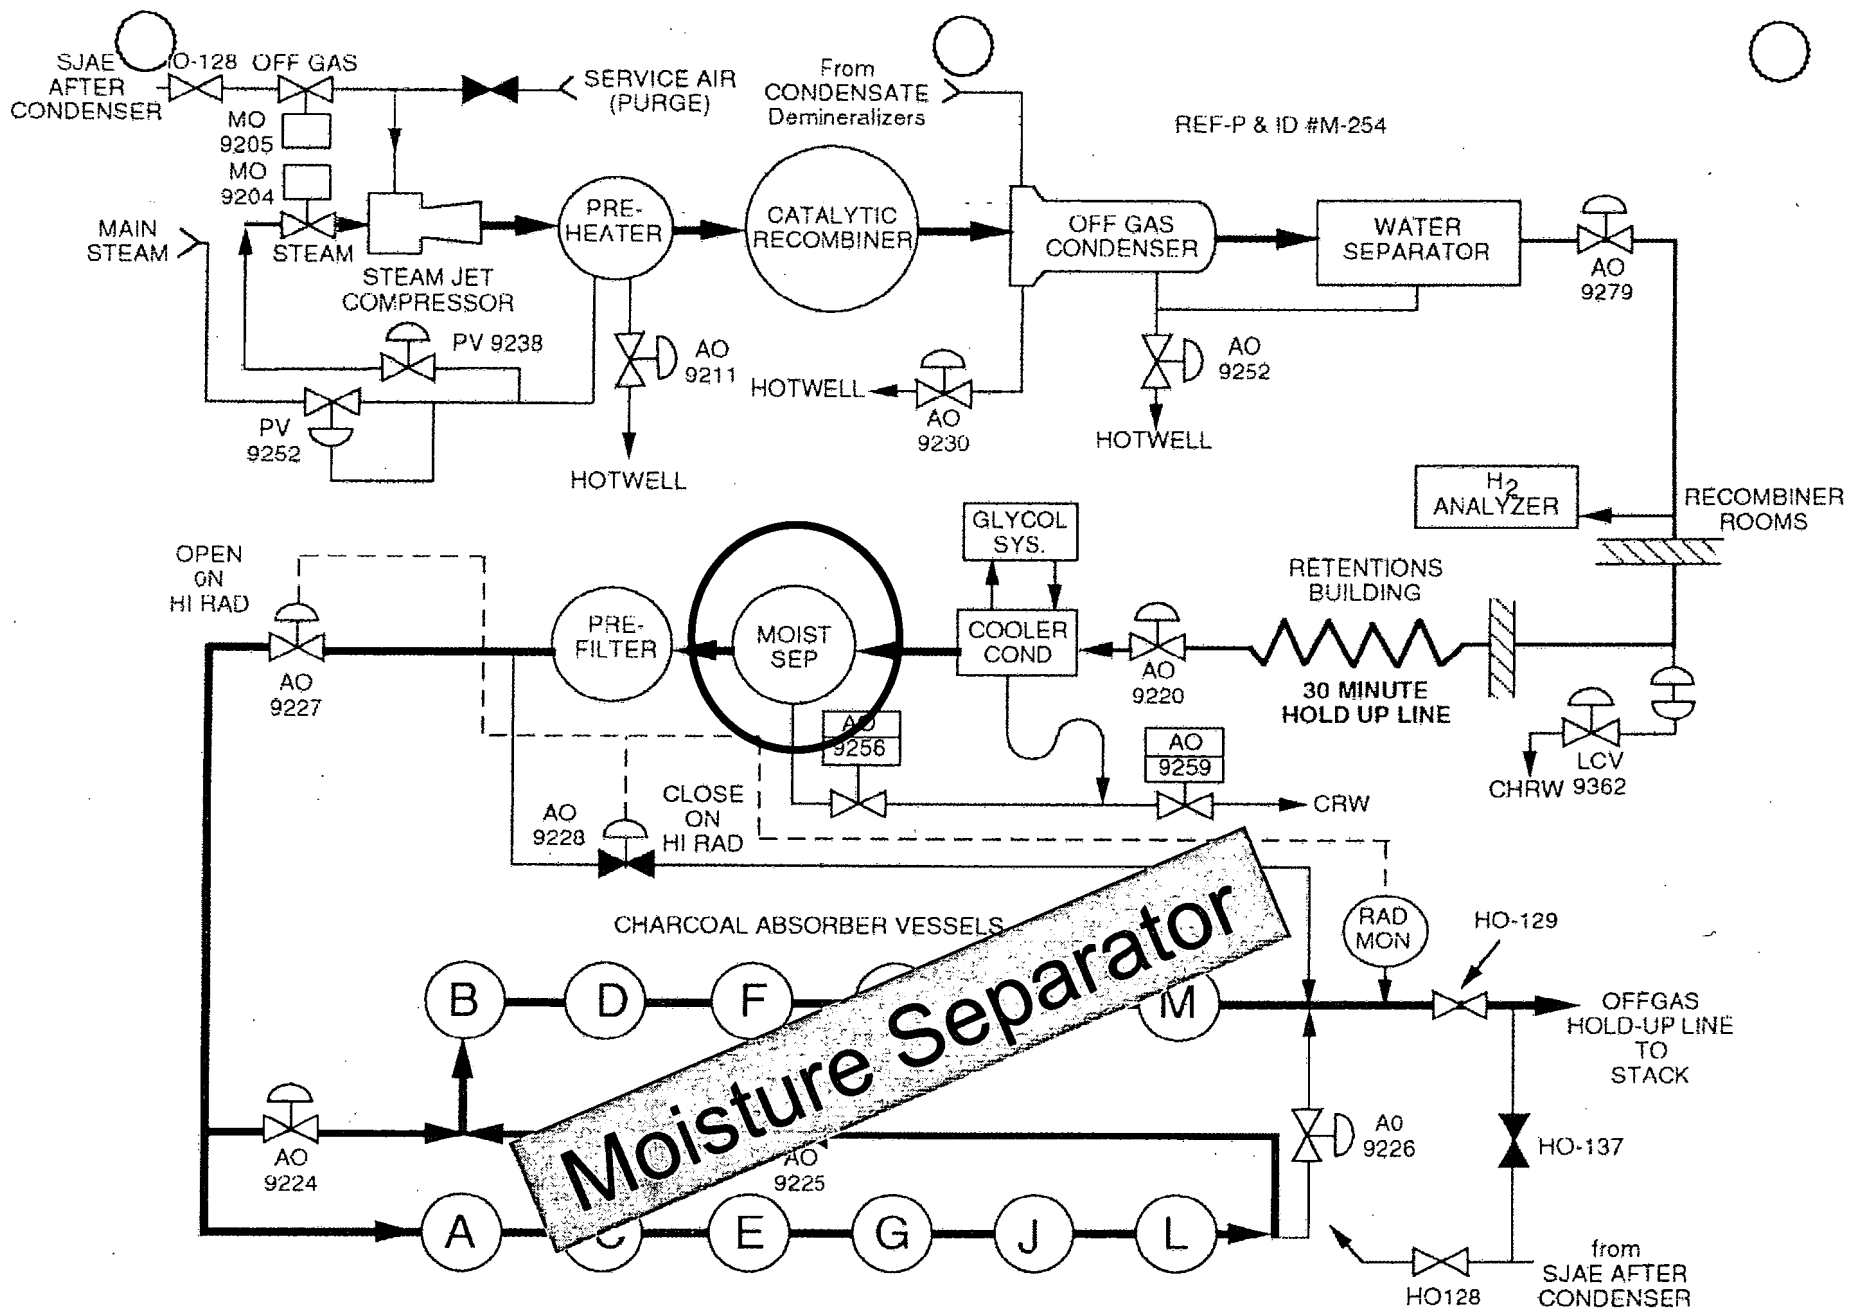 SJAE
AFTER
CONDENSER
O-128
OFF GAS
MO
9205
MO
9204
SERVICE AIR
(PURGE)
From
CONDENSATE
Demineralizers
REF-P & ID #M-254
MAIN
STEAM
STEAM
STEAM JET
COMPRESSOR
PRE-
HEATER
CATALYTIC
RECOMBINER
OFF GAS
CONDENSER
WATER
SEPARATOR
AO
9279
PV 9238
PV
9252
AO
9211
HOTWELL
HOTWELL
AO
9230
AO
9252
HOTWELL
H2
ANALYZER
RECOMBINER
ROOMS
OPEN
ON
HI RAD
AO
9227
PRE-
FILTER
MOIST
SEP
GLYCOL
SYS.
COOLER
COND
AO
9220
RETENTIONS
BUILDING
30 MINUTE
HOLD UP LINE
AO
9256
AO
9259
CRW
CHRW
LCV
9362
AO
9228
CLOSE
ON
HI RAD
CHARCOAL ABSORBER VESSELS
Moisture Separator
RAD
MON
HO-129
B
D
F
M
OFFGAS
HOLD-UP LINE
TO
STACK
AO
9224
AO
9225
AO
9226
HO-137
A
C
E
G
J
L
HO128
from
SJAE AFTER
CONDENSER